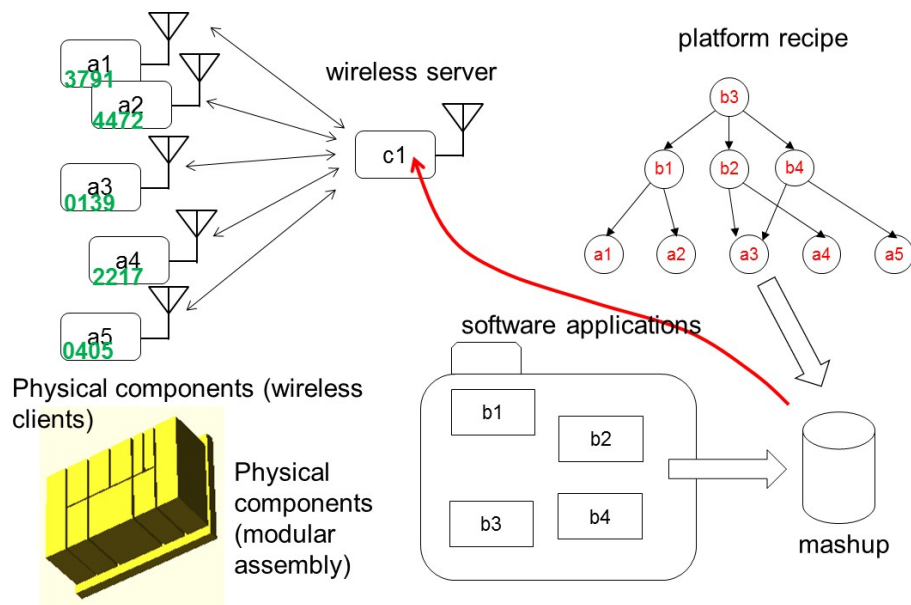 a1
3791
a2
4472
a3
0139
a4
2217
a5
0405
wireless server
c1
platform recipe
b3
b1 b2 b4
a1 a2 a3 a4 a5
software applications
b1
b2
b3
b4
mashup
Physical components (wireless
clients)
Physical
components
(modular
assembly)